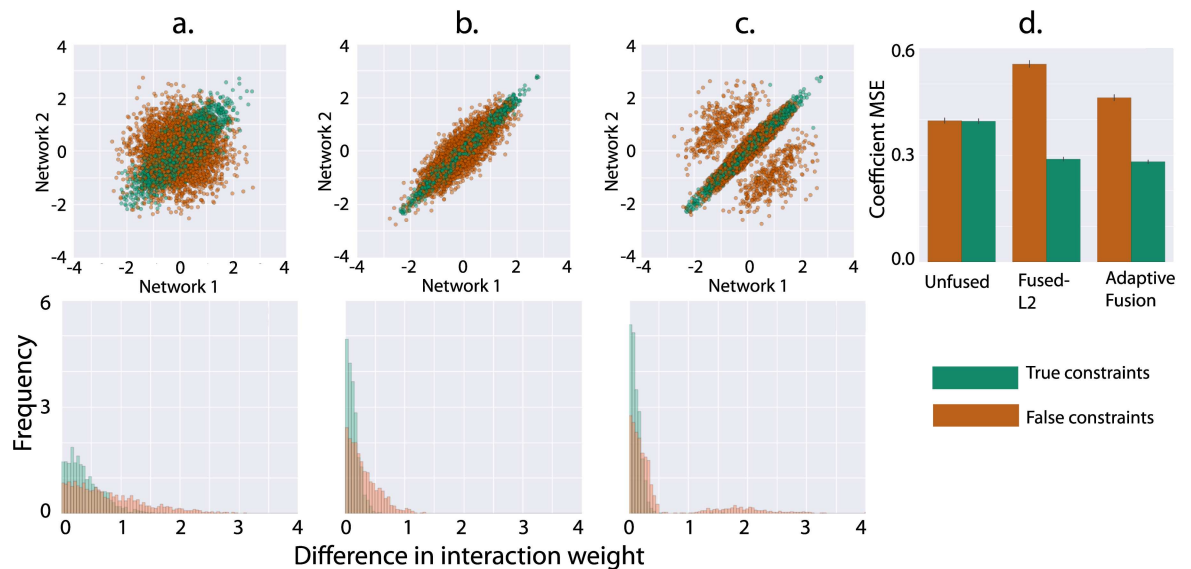 a.
b.
c.
d.
4
2
0
-2
-4
Network 2
-4
-2
0
2
4
Network 1
4
2
0
-2
-4
Network 2
-4
-2
0
2
4
Network 1
4
2
0
-2
-4
Network 2
-4
-2
0
2
4
Network 1
0.6
0.3
0.0
Coefficient MSE
Unfused
Fused-
L2
Adaptive
Fusion
True constraints
False constraints
6
3
0
Frequency
0 1 2 3 4
0 1 2 3 4
0 1 2 3 4
Difference in interaction weight